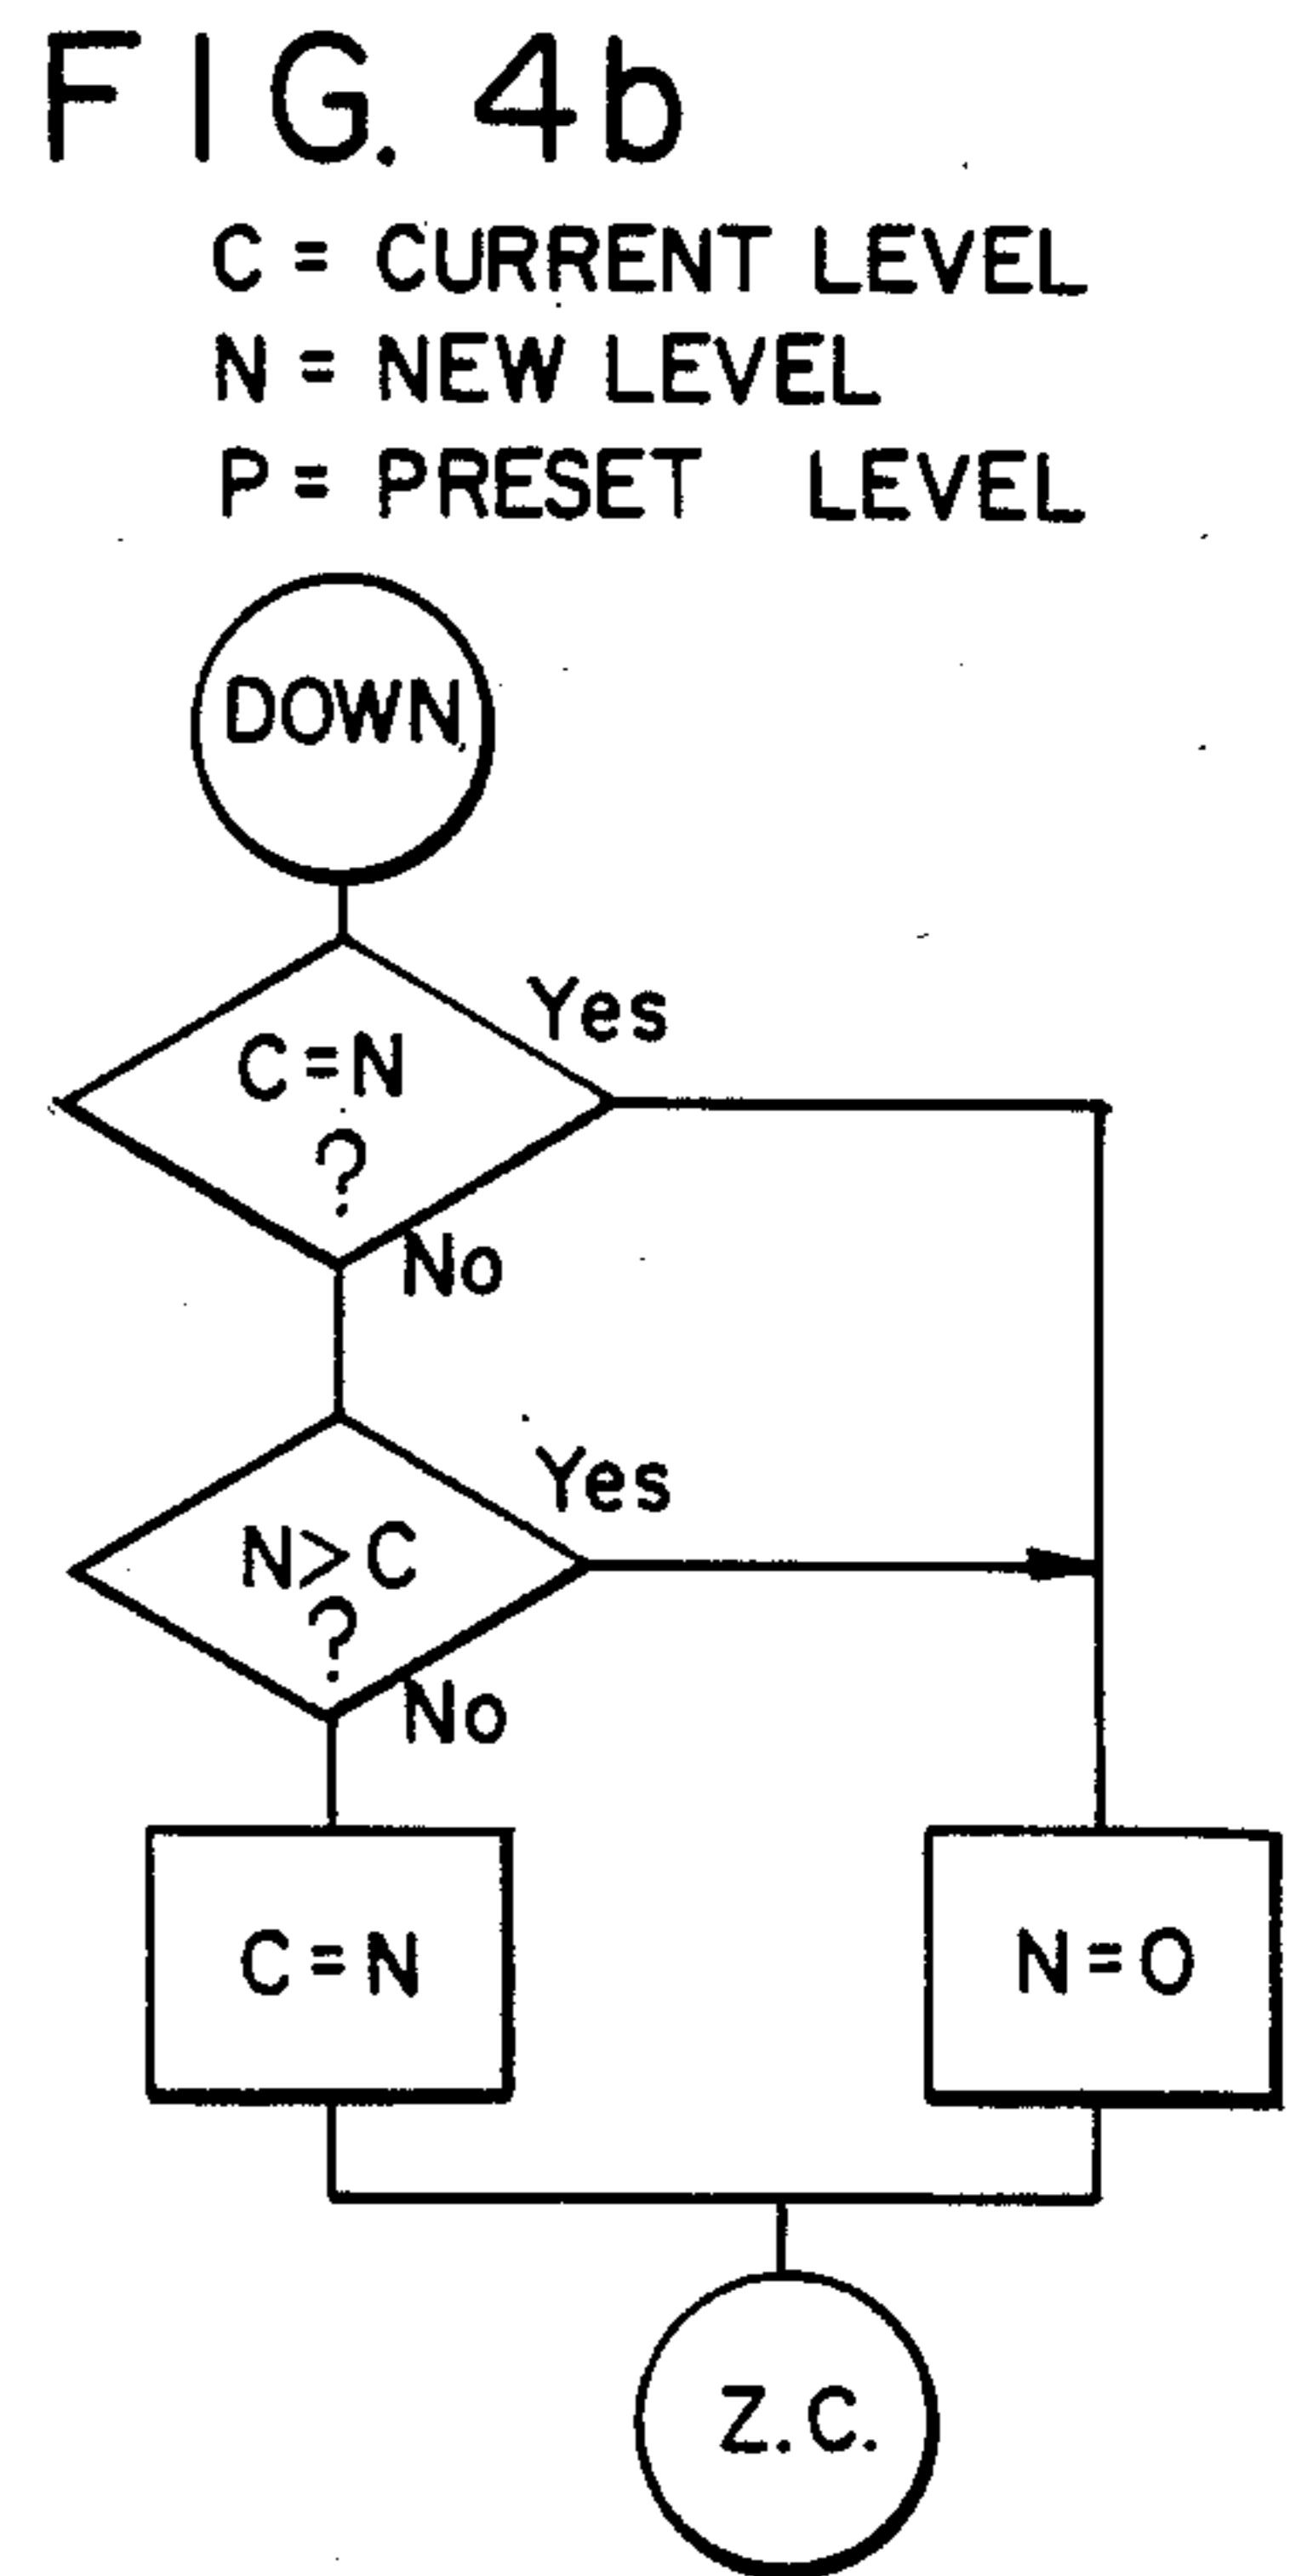 FIG. 4b
C = CURRENT LEVEL
N = NEW LEVEL
P = PRESET LEVEL
DOWN
C=N
?
Yes
No
N>C
?
Yes
No
C=N
N=O
Z.C.